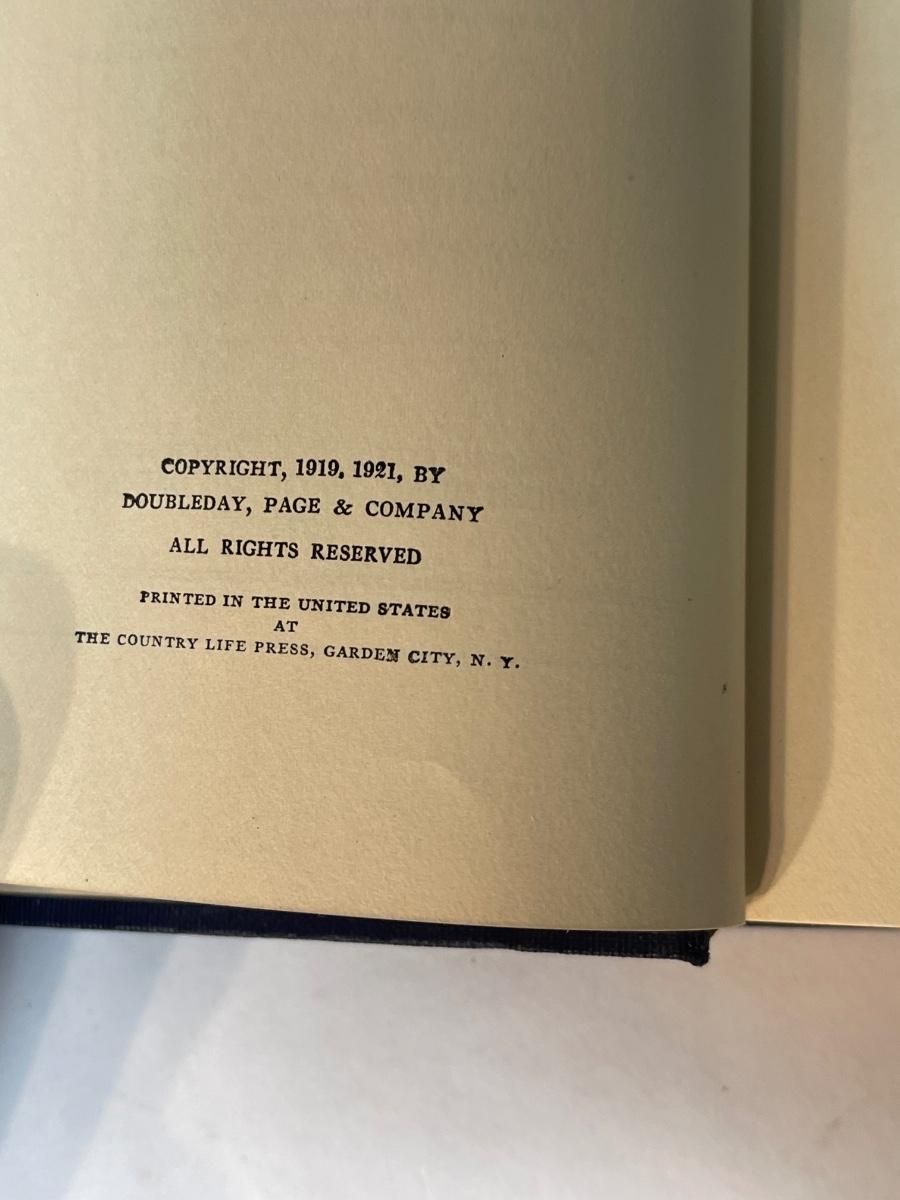 COPYRIGHT, 1919, 1921, BY
DOUBLEDAY, PAGE & COMPANY
ALL RIGHTS RESERVED
PRINTED IN THE UNITED STATES
AT
THE COUNTRY LIFE PRESS, GARDEN CITY, N. Y.